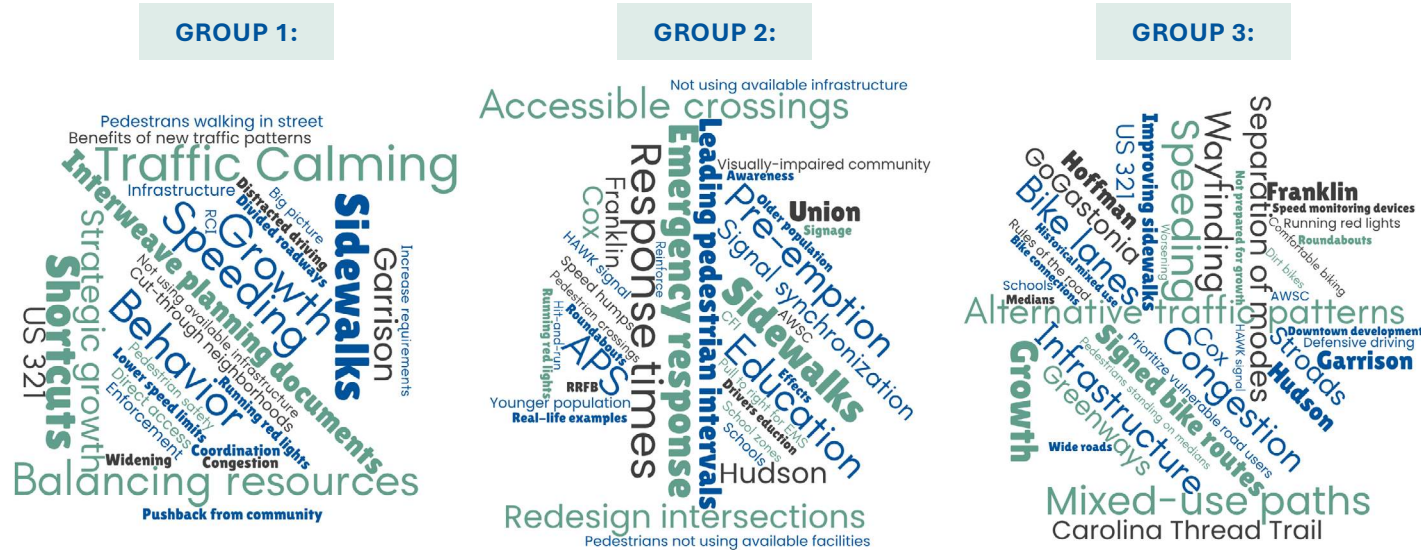 GROUP 1:
Pedestrans walking in street
Benefits of new traffic patterns
Traffic Calming
Interweave planning documents
Infrastructure
Distracted driving
Divided roadways
Big picture
RCI
Growth
Speeding
Sidewalks
Garrison
Increase requirements
Strategic growth
Shortcuts
US 321
Not using available infrastructure
Cut-through neighborhoods
Behavior
Running red lights
Pedestrian safety
Lower speed limits
Direct access
Enforcement
Coordination
Congestion
Widening
Balancing resources
Pushback from community
GROUP 2:
Not using available infrastructure
Accessible crossings
Leading pedestrian intervals
Emergency response
Response times
Visually-impaired community
Awareness
Older population
Pre-emption
Union
Signage
Signal synchronization
Franklin
Cox
Reinforce
HAWK signal
Speed humps
Pedestrian crossings
Roundabouts
Hit-and-run
Running red lights
APS
RRFB
Younger population
Real-life examples
Sidewalks
AWSC
CFI
Education
Effects
Pull to right for EMS
Drivers eduction
School zones
Schools
Hudson
Redesign intersections
Pedestrians not using available facilities
GROUP 3:
Separation of modes
Wayfinding
Speeding
Improving sidewalks
US 321
Hoffman
GoGastonia
Bike lanes
Rules of the road
Historical mixed use
Bike connections
Worsening
Not prepared for growth
Franklin
Speed monitoring devices
Running red lights
Comfortable biking
Roundabouts
Dirt bikes
AWSC
Schools
Medians
Alternative traffic patterns
Downtown development
Defensive driving
Garrison
Stroads
Hudson
HAWK signal
Cox
Congestion
Prioritize vulnerable road users
Signed bike routes
Pedestrians standing on medians
Infrastructure
Greenways
Growth
Wide roads
Mixed-use paths
Carolina Thread Trail